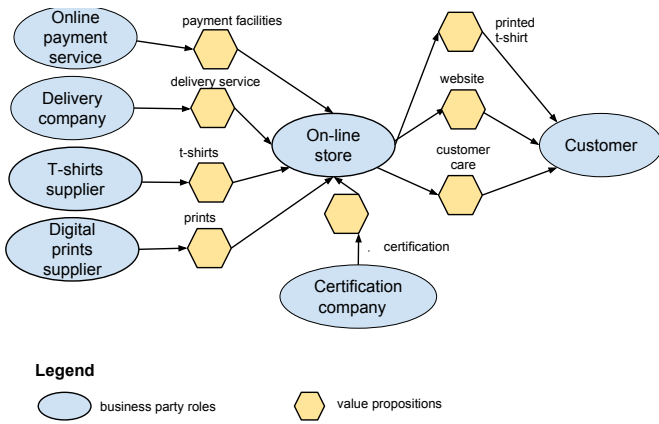 Online
payment
service
payment facilities
printed
t-shirt
delivery service
website
Delivery
company
On-line
store
Customer
t-shirts
customer
care
T-shirts
supplier
prints
Digital
prints
supplier
. certification
Certification
company
Legend
business party roles
value propositions